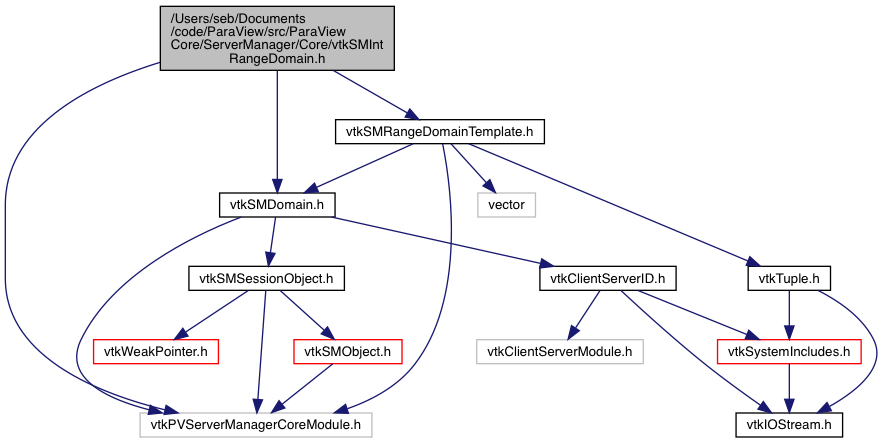 /Users/seb/Documents
/code/ParaView/src/ParaView
Core/ServerManager/Core/vtkSMInt
RangeDomain.h
vtkSMRangeDomainTemplate.h
vtkSMDomain.h
vector
vtkSMSessionObject.h
vtkClientServerID.h
vtkTuple.h
vtkWeakPointer.h
vtkSMObject.h
vtkClientServerModule.h
vtkSystemIncludes.h
vtkPVServerManagerCoreModule.h
vtkIOStream.h